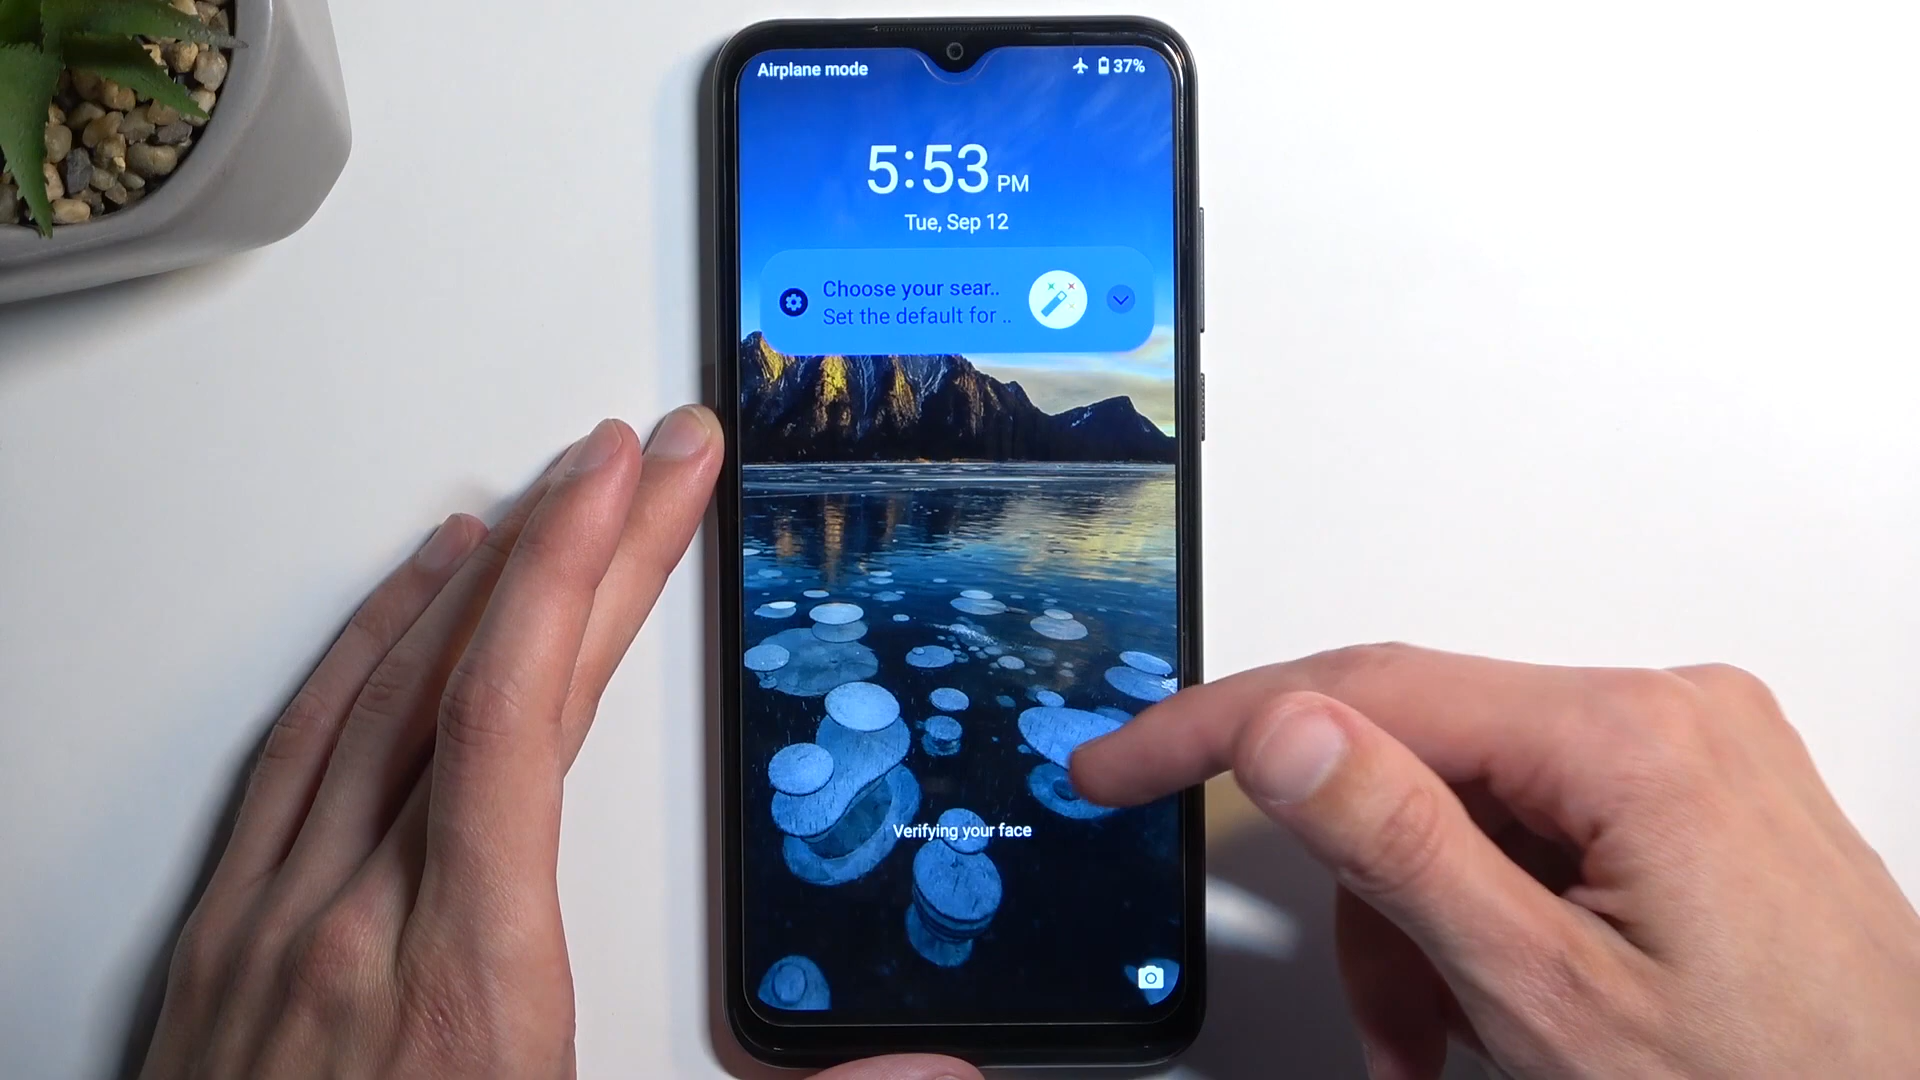 Airplane mode
37%
5:53 PM
Tue, Sep 12
Choose your sear..
Set the default for ..
Verifying your face